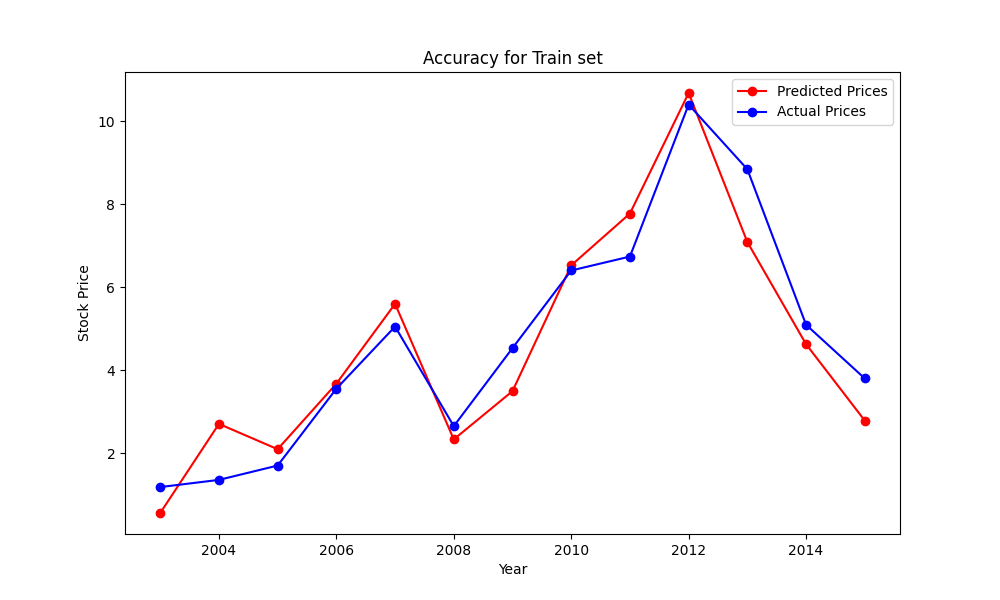 Accuracy for Train set
Predicted Prices
Actual Prices
10
8
6
4
2
Stock Price
2004 2006 2008 2010 2012 2014
Year